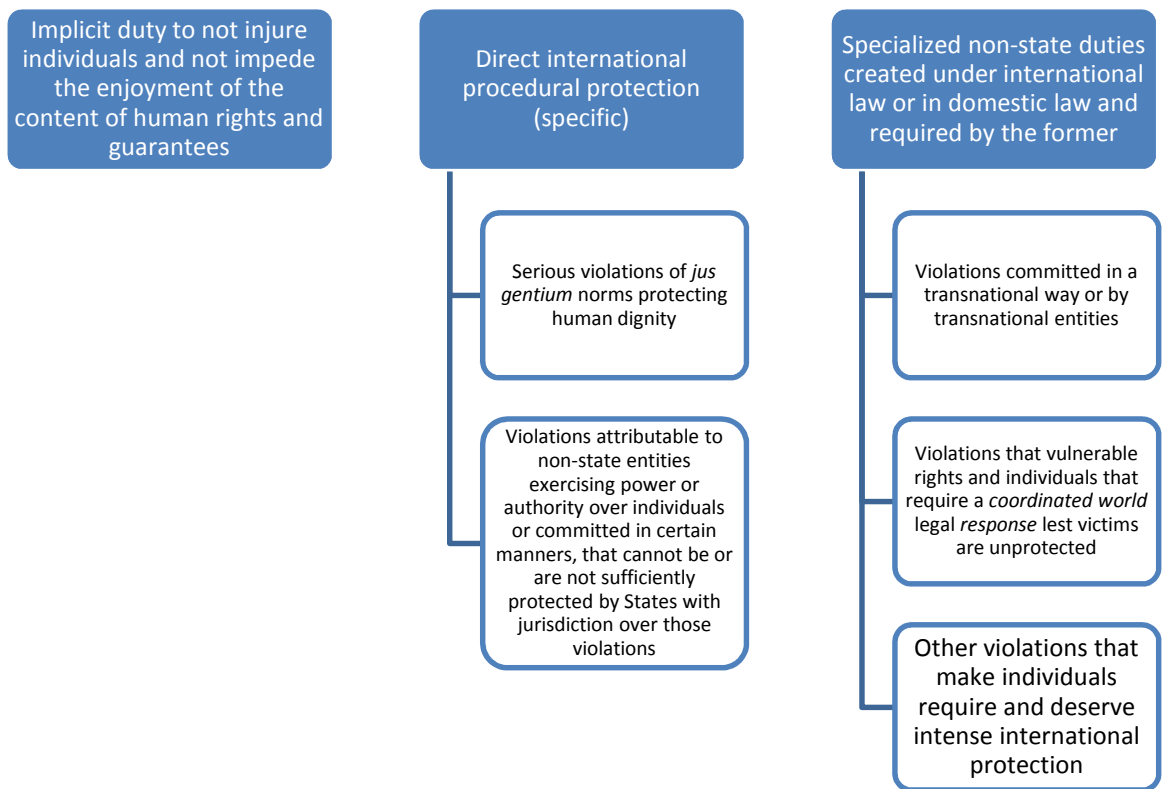 Implicit duty to not injure
individuals and not impede
the enjoyment of the
content of human rights and
guarantees
Direct international
procedural protection
(specific)
Serious violations of jus
gentium norms protecting
human dignity
Violations attributable to
non-state entities
exercising power or
authority over individuals
or committed in certain
manners, that cannot be or
are not sufficiently
protected by States with
jurisdiction over those
violations
Specialized non-state duties
created under international
law or in domestic law and
required by the former
Violations committed in a
transnational way or by
transnational entities
Violations that vulnerable
rights and individuals that
require a coordinated world
legal response lest victims
are unprotected
Other violations that
make individuals
require and deserve
intense international
protection